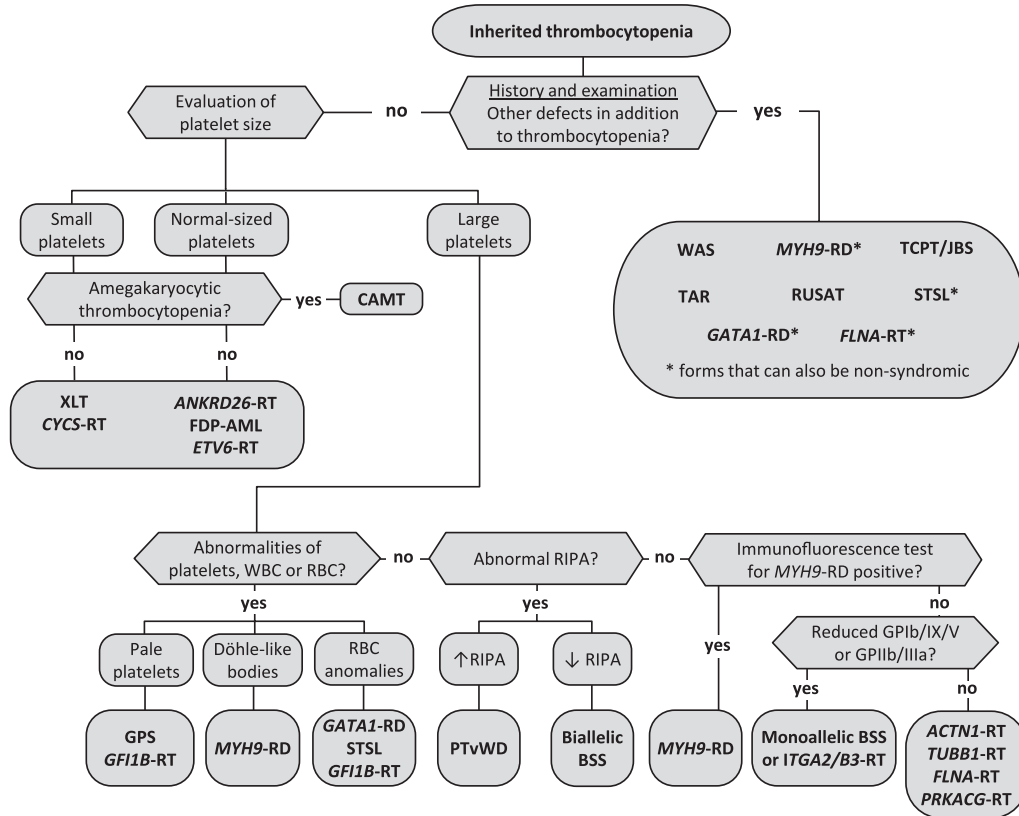 Inherited thrombocytopenia
History and examination
Other defects in addition
to thrombocytopenia?
no
yes
Evaluation of
platelet size
Small
platelets
Normal-sized
platelets
Large
platelets
Amegakaryocytic
thrombocytopenia?
yes
CAMT
no
no
XLT
CYCS-RT
ANKRD26-RT
FDP-AML
ETV6-RT
WAS MYH9-RD* TCPT/JBS
TAR RUSAT STSL*
GATA1-RD* FLNA-RT*
* forms that can also be non-syndromic
Abnormalities of
platelets, WBC or RBC?
no
Abnormal RIPA?
no
Immunofluorescence test
for MYH9-RD positive?
yes
yes
yes
no
Pale
platelets
Döhle-like
bodies
RBC
anomalies
↑RIPA
↓ RIPA
Reduced GPIb/IX/V
or GPIIb/IIIa?
yes
no
GPS
GFI1B-RT
MYH9-RD
GATA1-RD
STSL
GFI1B-RT
PTvWD
Biallelic
BSS
MYH9-RD
Monoallelic BSS
or ITGA2/B3-RT
ACTN1-RT
TUBB1-RT
FLNA-RT
PRKACG-RT